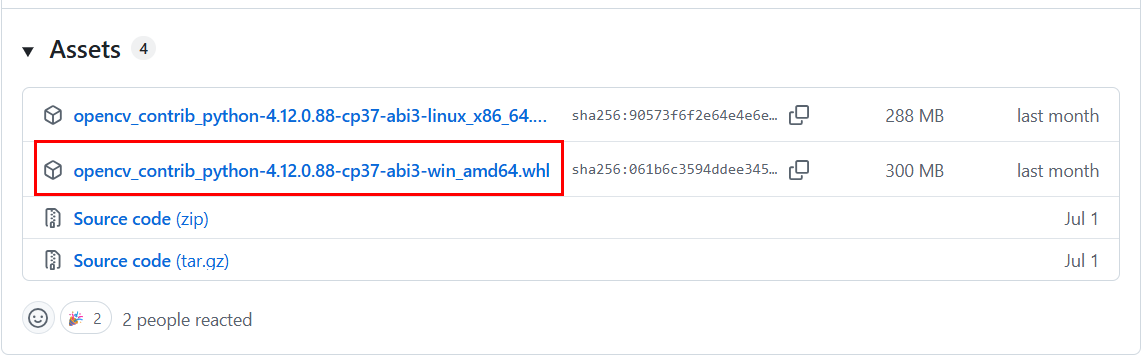 Assets 4
opencv_contrib_python-4.12.0.88-cp37-abi3-linux_x86_64.... sha256:90573f6f2e64e4e6e… 288 MB last month
opencv_contrib_python-4.12.0.88-cp37-abi3-win_amd64.whl sha256:061b6c3594ddee345… 300 MB last month
Source code (zip) Jul 1
Source code (tar.gz) Jul 1
2 2 people reacted